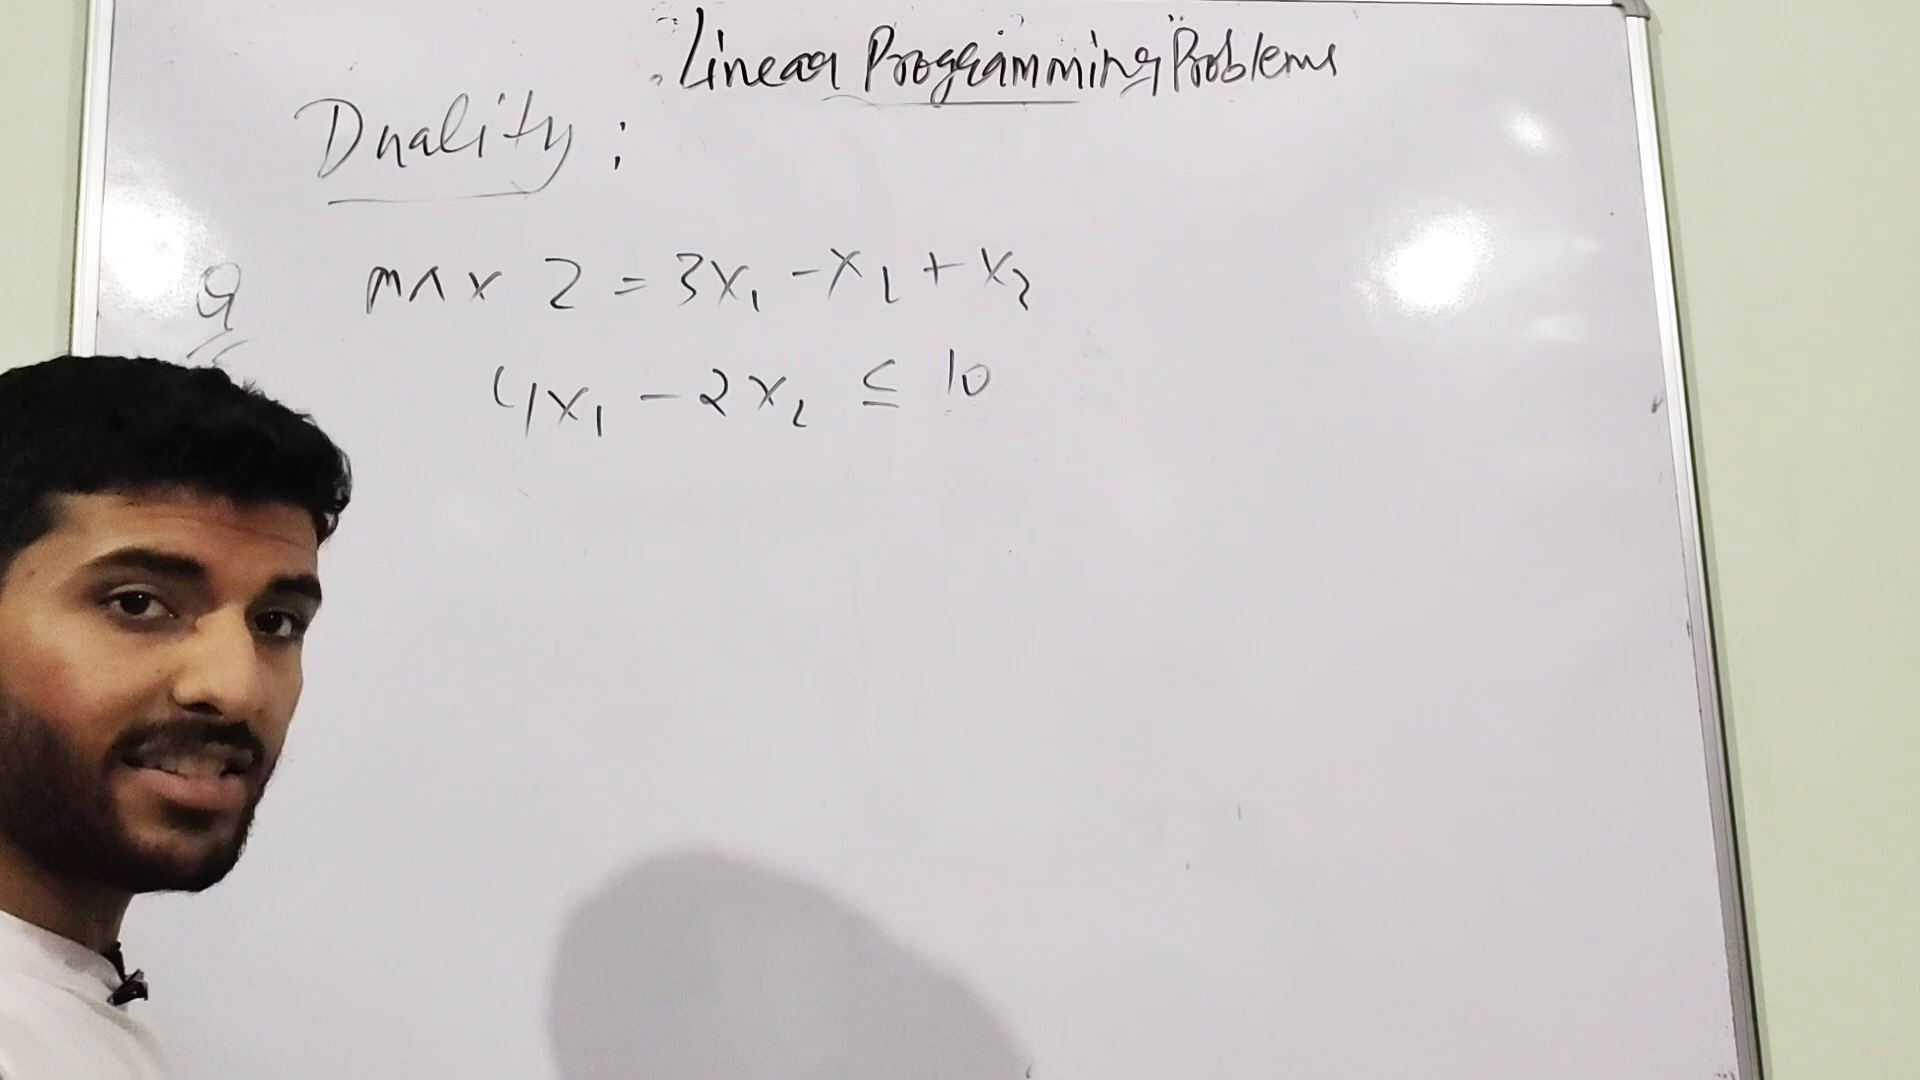 Linear Programming Problems
Duality :
Q max Z = 3x₁ - x₂ + x₃
4x₁ - 2x₂ ≤ 10